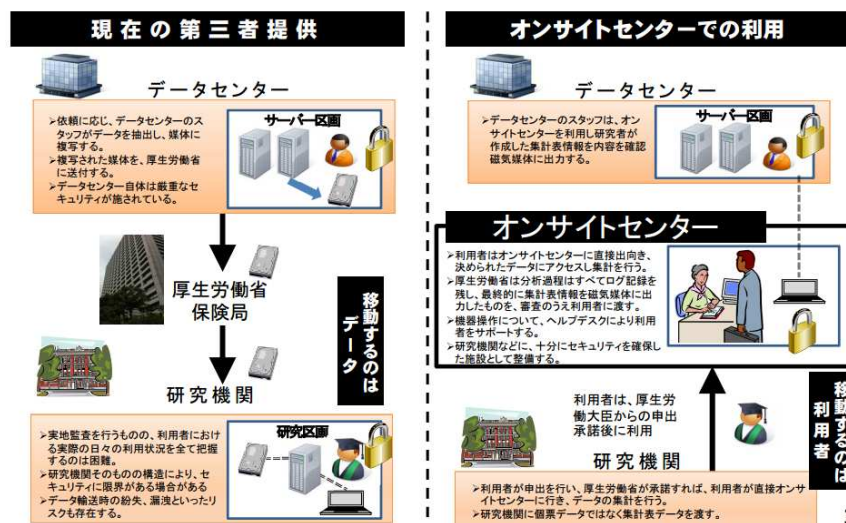 現在の第三者提供
データセンター
➢依頼に応じ、データセンターのス
タッフがデータを抽出し、媒体に
複写する。
➢複写された媒体を、厚生労働省
に送付する。
➢データセンター自体は厳重なセ
キュリティが施されている。
サーバー区画
厚生労働省
保険局
移動するのは
データ
研究機関
➢実地監査を行うものの、利用者における
実際の日々の利用状況を全て把握
するのは困難。
➢研究機関そのものの構造により、セ
キュリティに限界がある場合がある
➢データ輸送時の紛失、漏洩といったリ
スクも存在する。
研究区画
オンサイトセンターでの利用
データセンター
➢データセンターのスタッフは、オン
サイトセンターを利用し研究者が
作成した集計表情報を内容を確認
磁気媒体に出力する。
サーバー区画
オンサイトセンター
➢利用者はオンサイトセンターに直接出向き、
決められたデータにアクセスし集計を行う。
➢厚生労働省は分析過程はすべてログ記録を
残し、最終的に集計表情報を磁気媒体に出
力したものを、審査のうえ利用者に渡す。
➢機器操作について、ヘルプデスクにより利用
者をサポートする。
➢研究機関などに、十分にセキュリティを確保し
た施設として整備する。
利用者は、厚生労
働大臣からの申出
承諾後に利用
移動するのは
利用者
研究機関
➢利用者が申出を行い、厚生労働省が承諾すれば、利用者が直接オンサ
イトセンターに行き、データの集計を行う。
➢研究機関に個票データではなく集計表データを渡す。